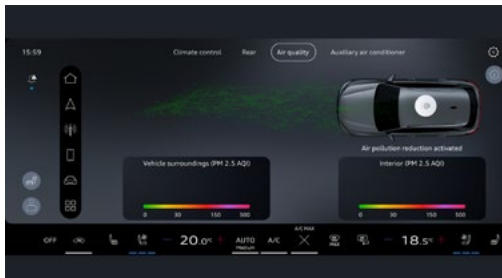 15:59
Climate control Rear Air quality Auxiliary air conditioner
Air pollution reduction activated
Vehicle surroundings (PM 2.5 AQI)
0 30 150 500
Interior (PM 2.5 AQI)
0 30 150 500
A/C MAX
OFF 20.0°C AUTO A/C MAX 18.5°C
Medium